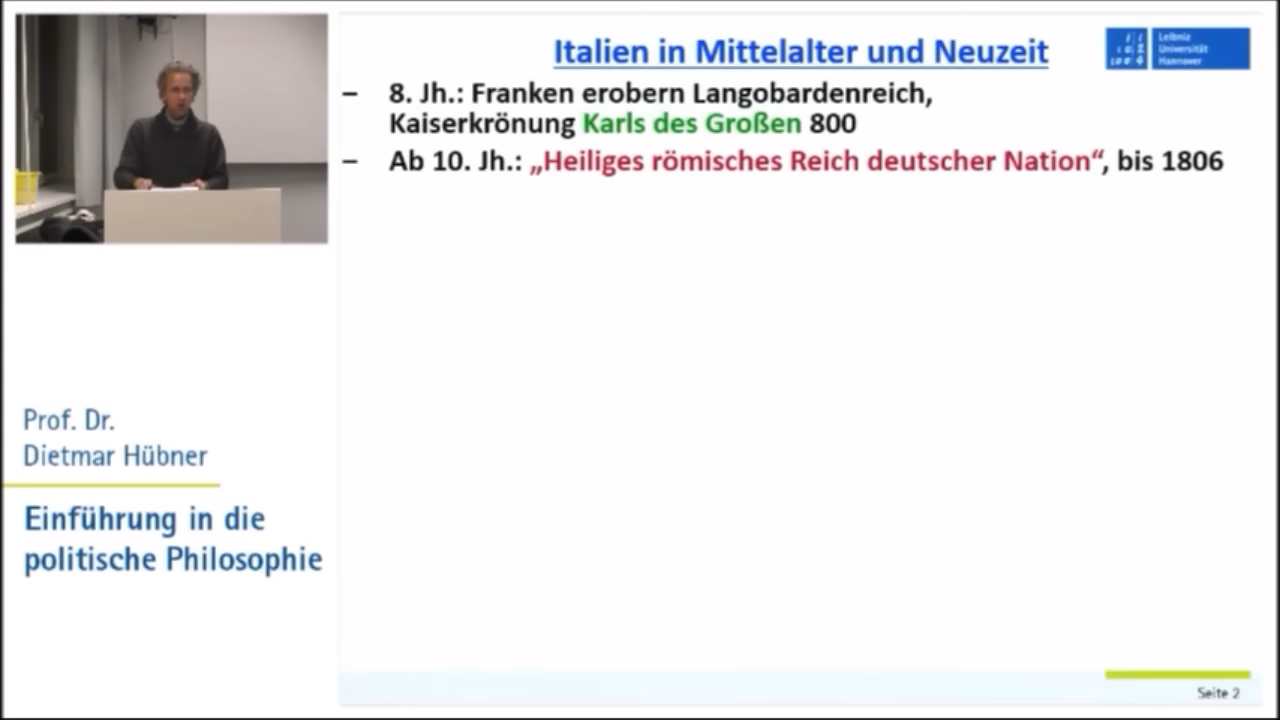 Italien in Mittelalter und Neuzeit
Leibniz
Universität
Hannover
– 8. Jh.: Franken erobern Langobardenreich,
Kaiserkrönung Karls des Großen 800
– Ab 10. Jh.: „Heiliges römisches Reich deutscher Nation“, bis 1806
Prof. Dr.
Dietmar Hübner
Einführung in die
politische Philosophie
Seite 2